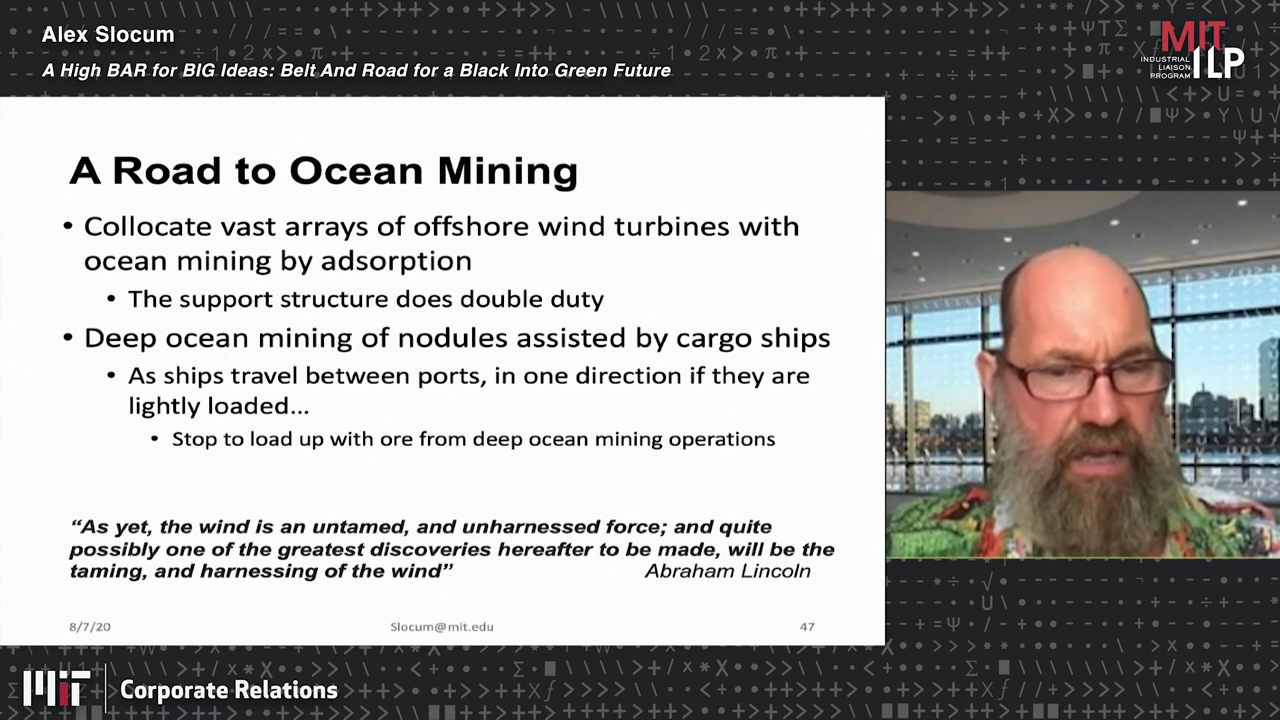 Alex Slocum
A High BAR for BIG Ideas: Belt And Road for a Black Into Green Future
MIT
INDUSTRIAL
LIAISON
PROGRAM
ILP
A Road to Ocean Mining
• Collocate vast arrays of offshore wind turbines with
ocean mining by adsorption
• The support structure does double duty
• Deep ocean mining of nodules assisted by cargo ships
• As ships travel between ports, in one direction if they are
lightly loaded...
• Stop to load up with ore from deep ocean mining operations
“As yet, the wind is an untamed, and unharnessed force; and quite
possibly one of the greatest discoveries hereafter to be made, will be the
taming, and harnessing of the wind” Abraham Lincoln
8/7/20 Slocum@mit.edu 47
MIT Corporate Relations